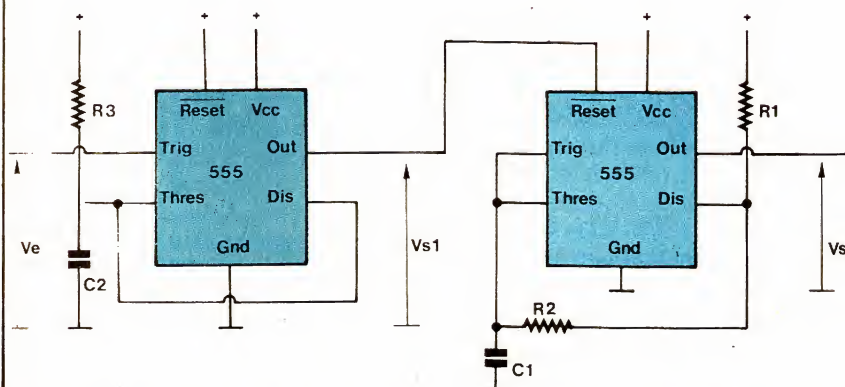 + + + + +
R3
Reset Vcc
Trig Out
555
Thres Dis
Gnd
Ve
C2
Vs1
Reset Vcc
R1
Trig Out
555
Thres Dis
Gnd
Vs
R2
C1